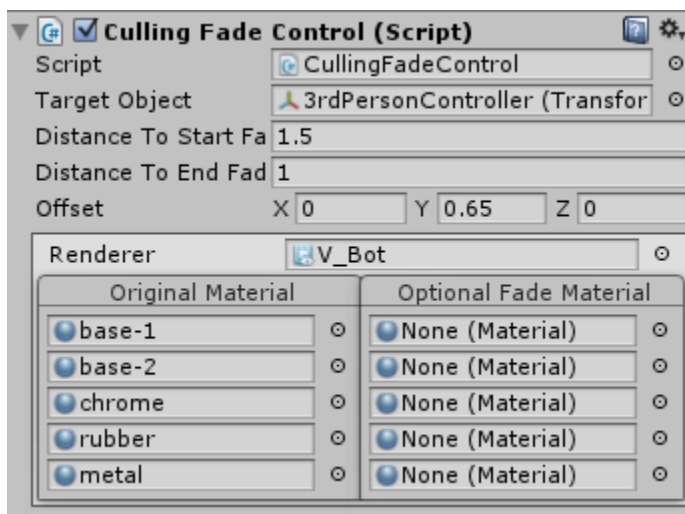 Culling Fade Control (Script)
Script CullingFadeControl
Target Object 3rdPersonController (Transfor
Distance To Start Fa 1.5
Distance To End Fad 1
Offset X 0 Y 0.65 Z 0
Renderer V_Bot
Original Material Optional Fade Material
base-1 None (Material)
base-2 None (Material)
chrome None (Material)
rubber None (Material)
metal None (Material)